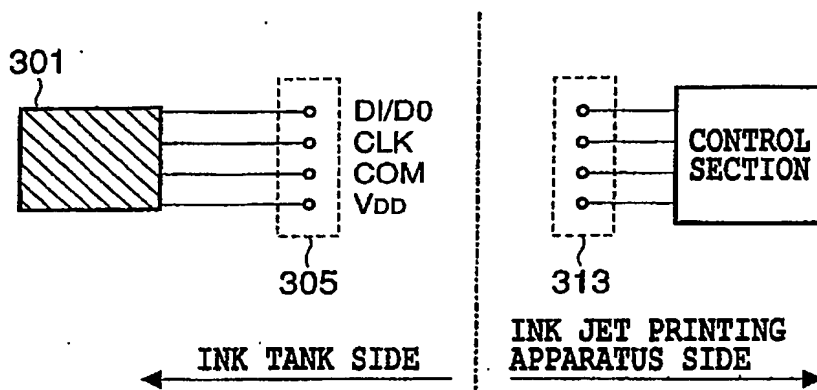 301
DI/D0
CLK
COM
VDD
305
313
CONTROL
SECTION
INK TANK SIDE
INK JET PRINTING
APPARATUS SIDE